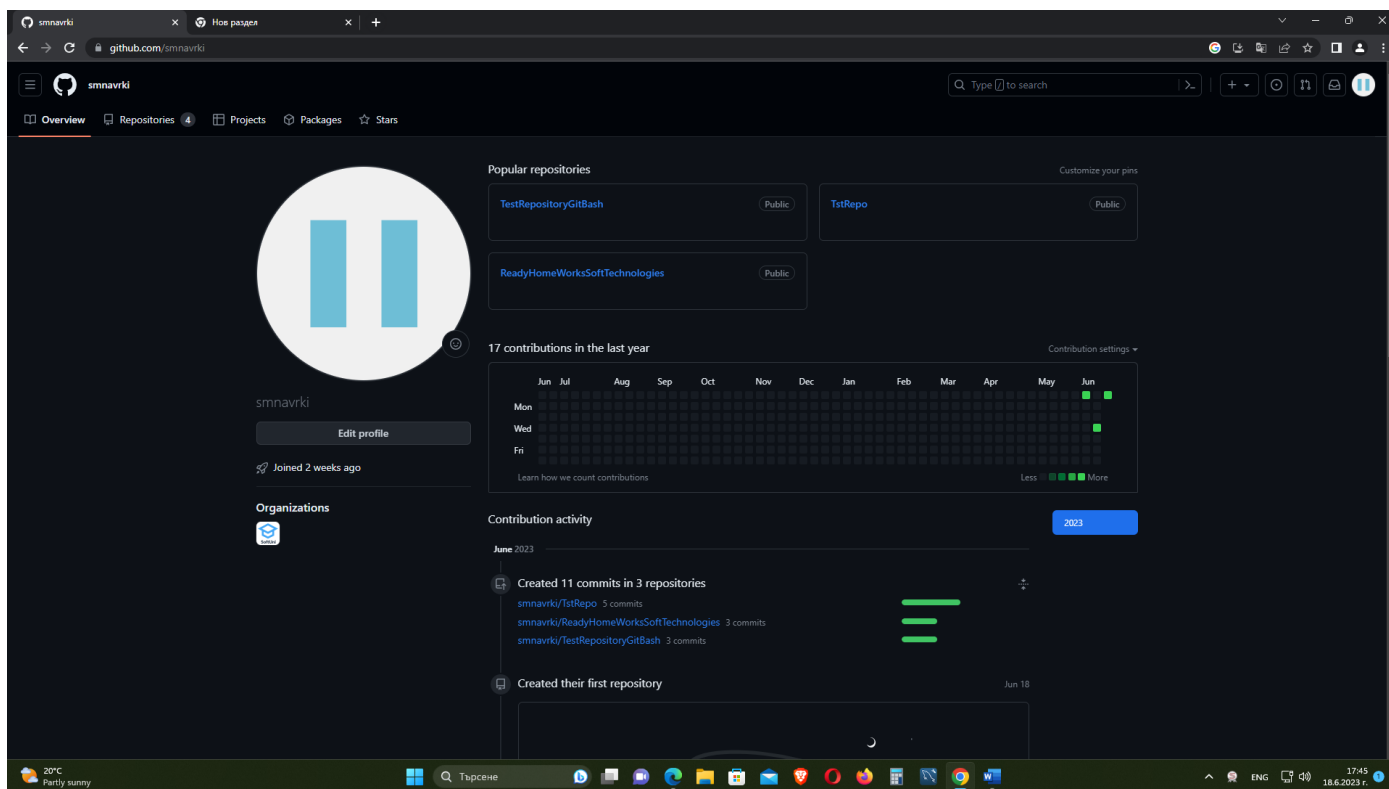 smnavrki
Нов раздел
github.com/smnavrki
smnavrki
Type / to search
Overview
Repositories 4
Projects
Packages
Stars
Popular repositories
Customize your pins
TestRepositoryGitBash Public
TstRepo Public
ReadyHomeWorksSoftTechnologies Public
smnavrki
Edit profile
Joined 2 weeks ago
Organizations
SoftUni
17 contributions in the last year
Contribution settings
Jun Jul Aug Sep Oct Nov Dec Jan Feb Mar Apr May Jun
Mon
Wed
Fri
Learn how we count contributions
Less More
Contribution activity
2023
June 2023
Created 11 commits in 3 repositories
smnavrki/TstRepo 5 commits
smnavrki/ReadyHomeWorksSoftTechnologies 3 commits
smnavrki/TestRepositoryGitBash 3 commits
Created their first repository
Jun 18
20°C
Partly sunny
Търсене
ENG
17:45
18.6.2023 г.
1